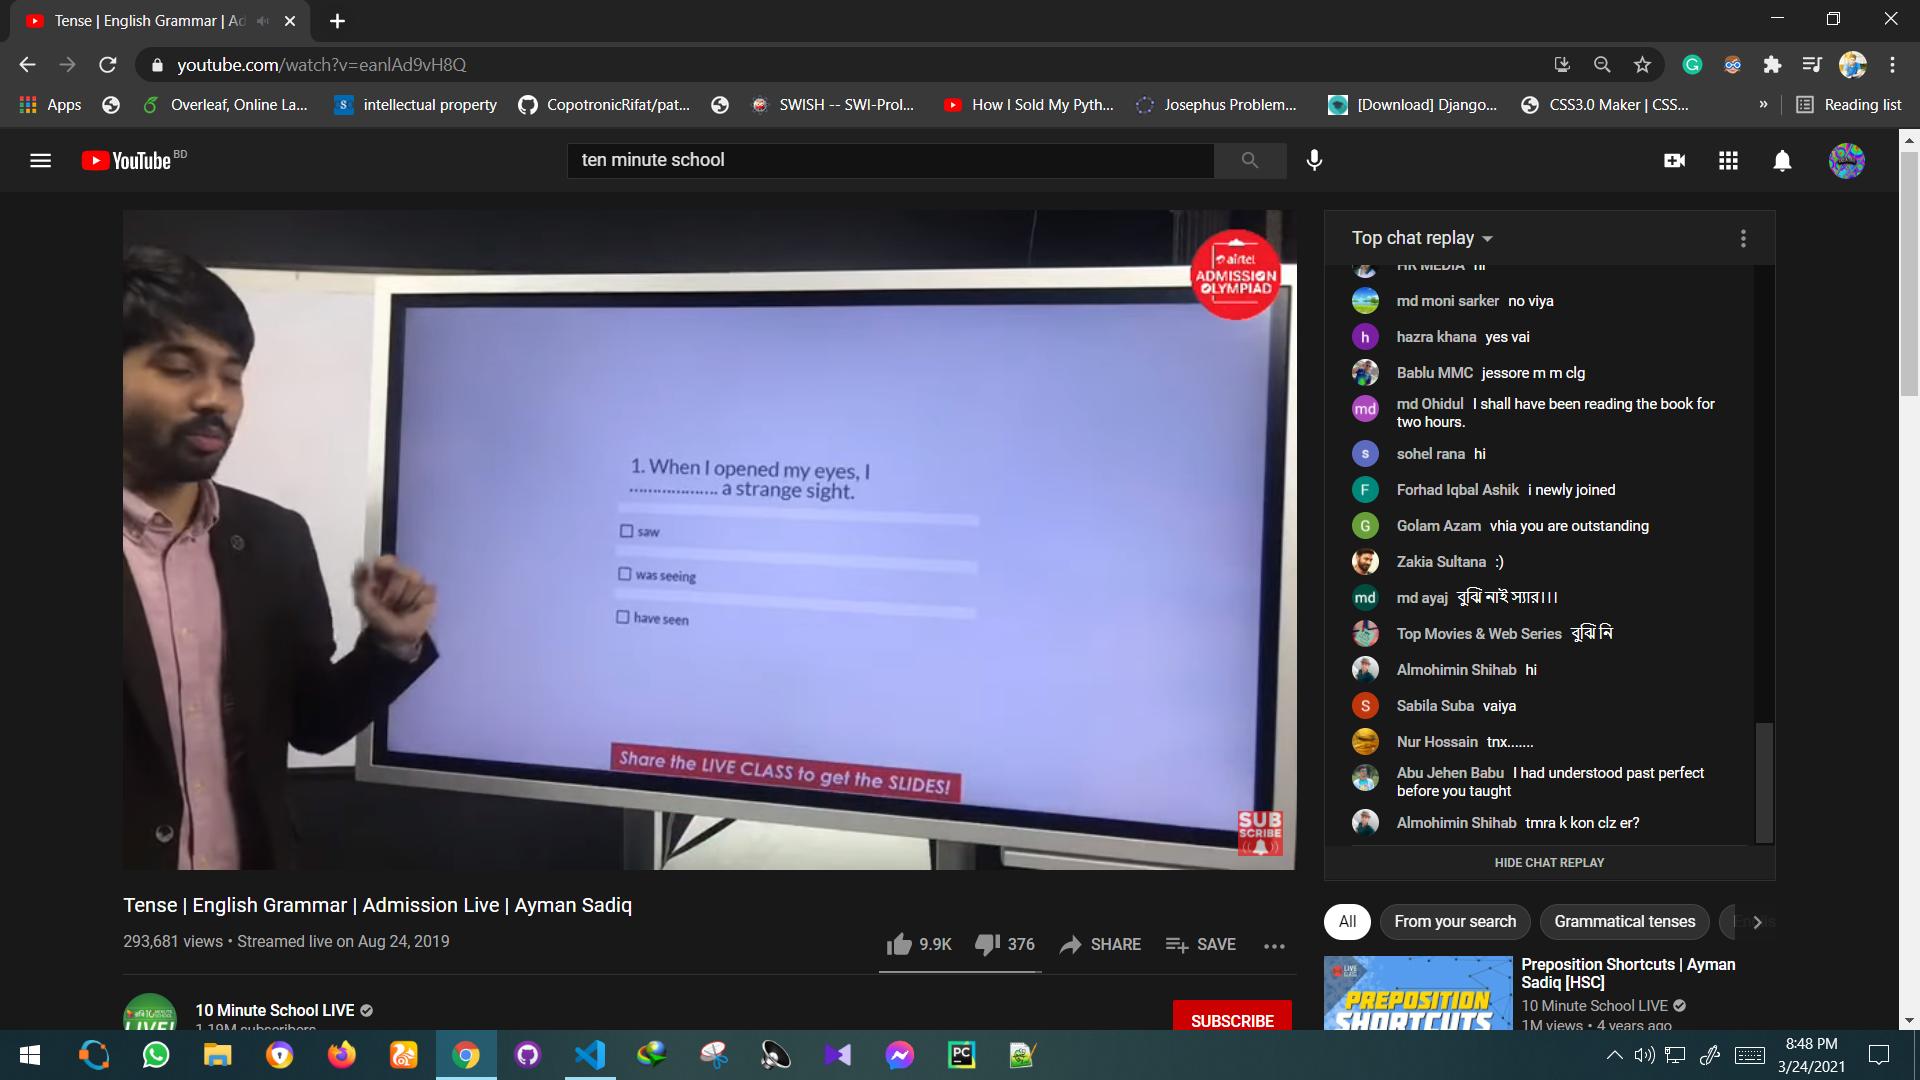 Tense | English Grammar | Ad
youtube.com/watch?v=eanlAd9vH8Q
Apps
Overleaf, Online La...
intellectual property
CopotronicRifat/pat...
SWISH -- SWI-Prol...
How I Sold My Pyth...
Josephus Problem...
[Download] Django...
CSS3.0 Maker | CSS...
»
Reading list
YouTube BD
ten minute school
airtel
ADMISSION
OLYMPIAD
1. When I opened my eyes, I
................... a strange sight.
saw
was seeing
have seen
Share the LIVE CLASS to get the SLIDES!
SUB
SCRIBE
Top chat replay
HR MEDIA hi
md moni sarker no viya
hazra khana yes vai
Bablu MMC jessore m m clg
md Ohidul I shall have been reading the book for
two hours.
sohel rana hi
Forhad Iqbal Ashik i newly joined
Golam Azam vhia you are outstanding
Zakia Sultana :)
md ayaj বুঝি নাই স্যার।।।
Top Movies & Web Series বুঝি নি
Almohimin Shihab hi
Sabila Suba vaiya
Nur Hossain tnx.......
Abu Jehen Babu I had understood past perfect
before you taught
Almohimin Shihab tmra k kon clz er?
HIDE CHAT REPLAY
Tense | English Grammar | Admission Live | Ayman Sadiq
293,681 views • Streamed live on Aug 24, 2019
9.9K
376
SHARE
SAVE
10 Minute School LIVE
1.19M subscribers
SUBSCRIBE
All
From your search
Grammatical tenses
LIVE
CLASS
PREPOSITION
SHORTCUTS
Preposition Shortcuts | Ayman
Sadiq [HSC]
10 Minute School LIVE
1M views • 4 years ago
8:48 PM
3/24/2021